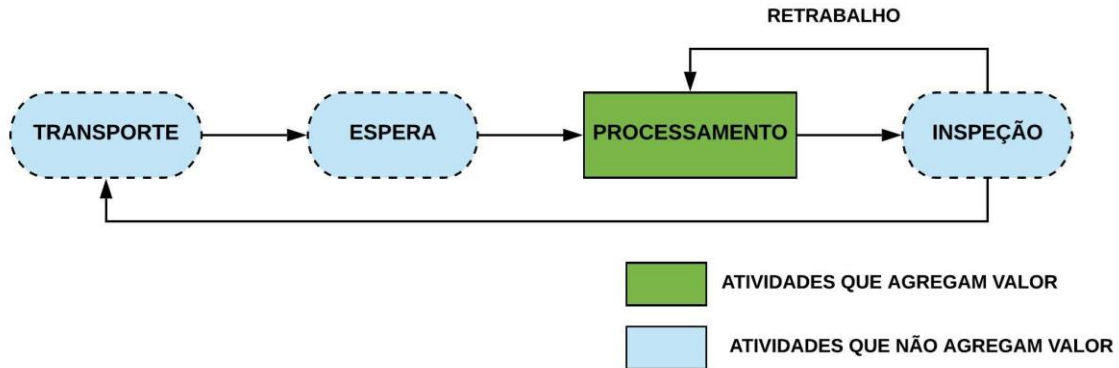 RETRABALHO
TRANSPORTE
ESPERA
PROCESSAMENTO
INSPEÇÃO
ATIVIDADES QUE AGREGAM VALOR
ATIVIDADES QUE NÃO AGREGAM VALOR